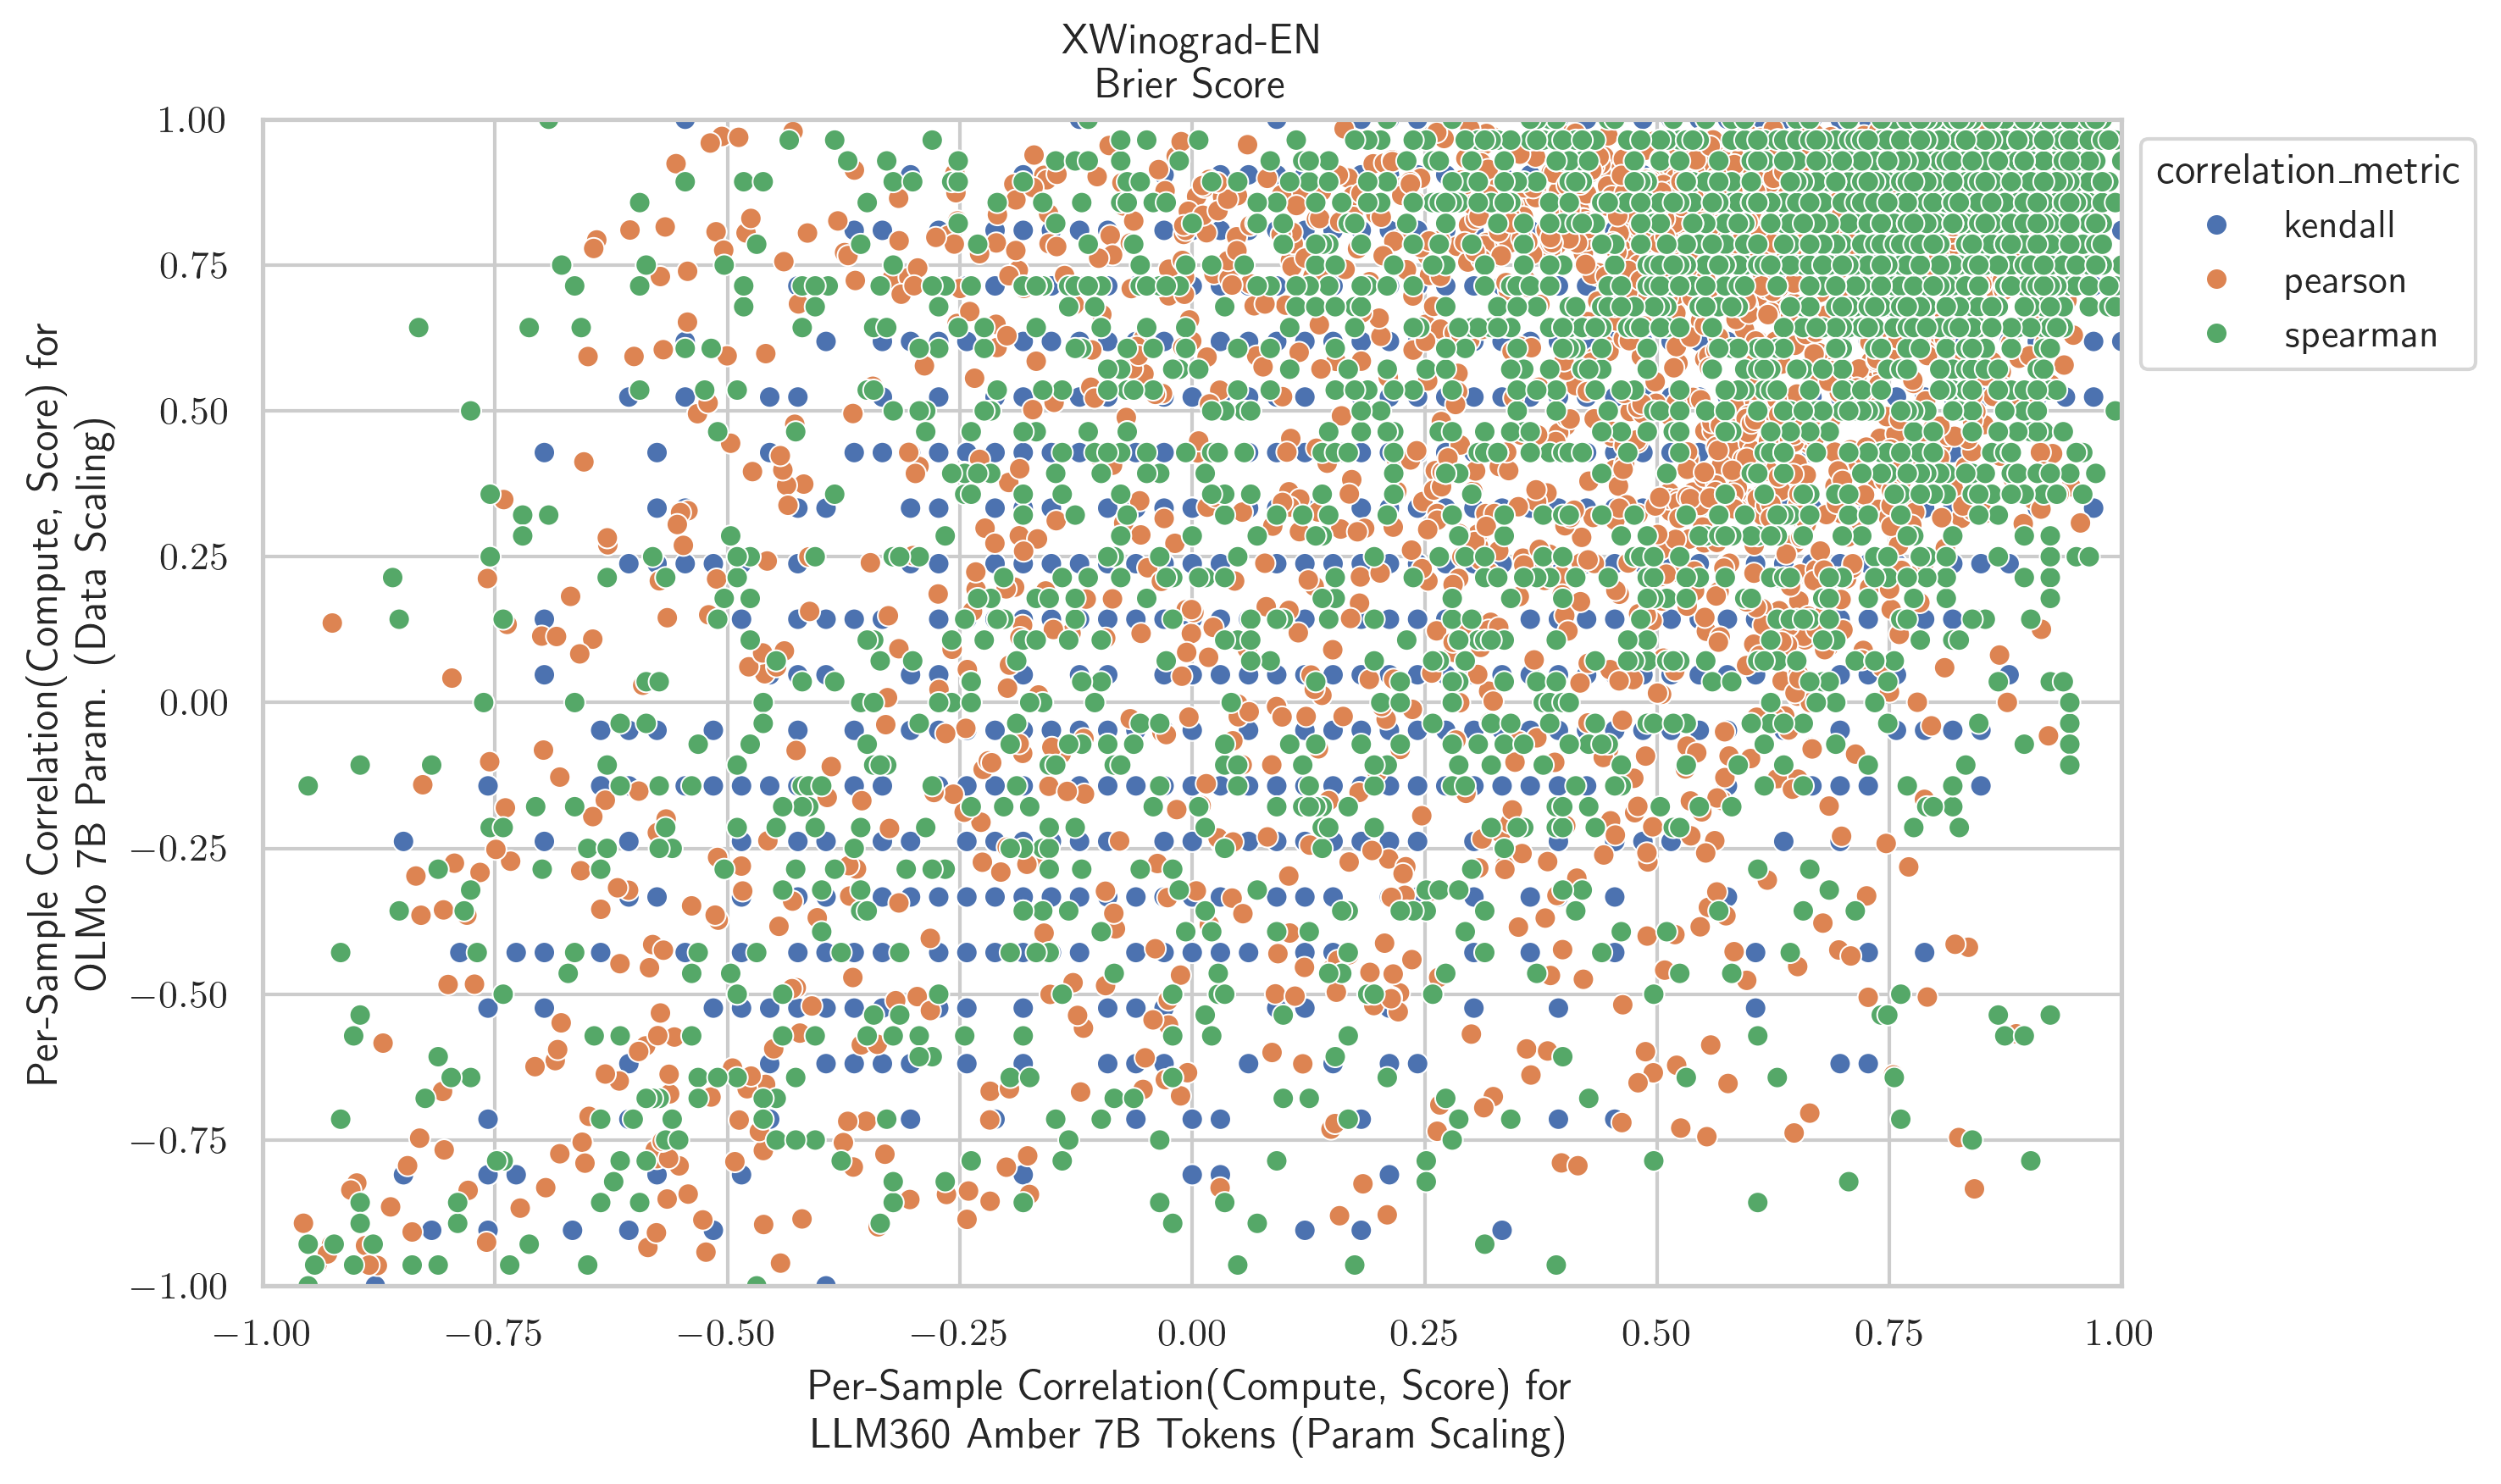 XWinograd-EN
Brier Score
1.00
0.75
0.50
0.25
0.00
−0.25
−0.50
−0.75
−1.00
Per-Sample Correlation(Compute, Score) for
OLMo 7B Param. (Data Scaling)
correlation_metric
kendall
pearson
spearman
−1.00
−0.75
−0.50
−0.25
0.00
0.25
0.50
0.75
1.00
Per-Sample Correlation(Compute, Score) for
LLM360 Amber 7B Tokens (Param Scaling)